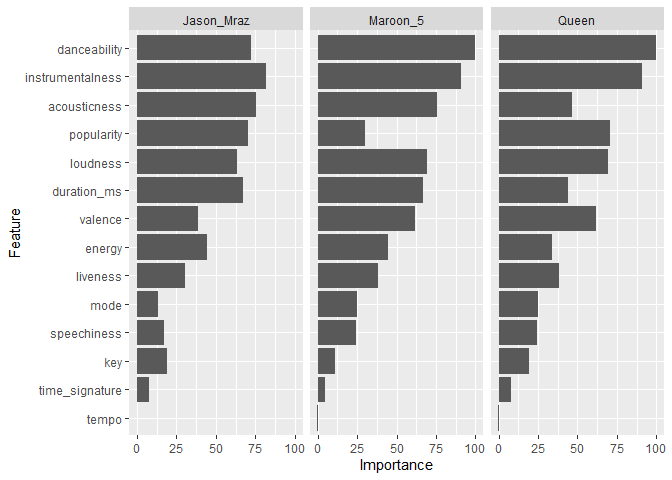 Jason_Mraz Maroon_5 Queen
danceability
instrumentalness
acousticness
popularity
loudness
duration_ms
valence
energy
liveness
mode
speechiness
key
time_signature
tempo
Feature
0 25 50 75 100 0 25 50 75 100 0 25 50 75 100
Importance